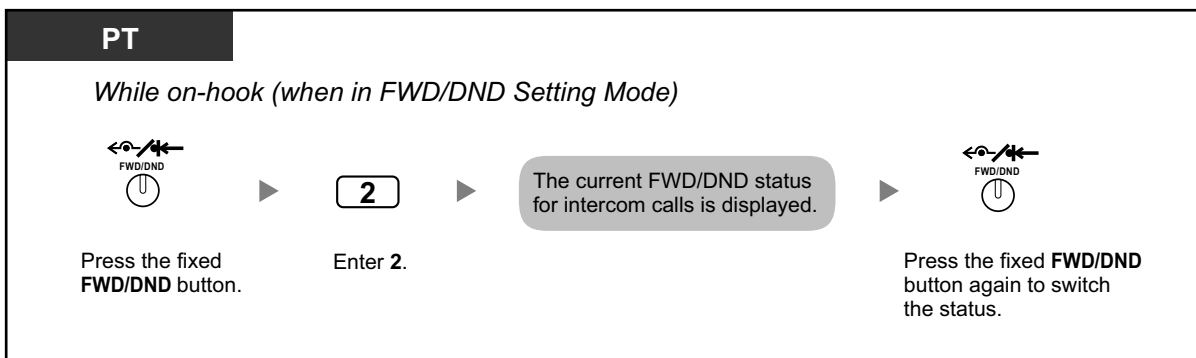 PT
While on-hook (when in FWD/DND Setting Mode)
FWD/DND
2
The current FWD/DND status
for intercom calls is displayed.
FWD/DND
Press the fixed
FWD/DND button.
Enter 2.
Press the fixed FWD/DND
button again to switch
the status.